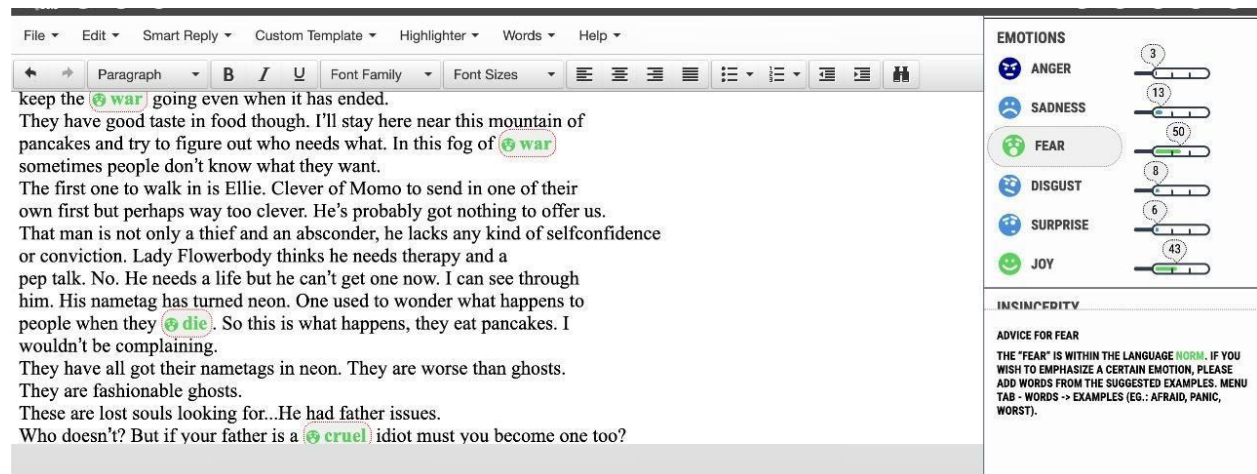 File Edit Smart Reply Custom Template Highlighter Words Help
Paragraph B I U Font Family Font Sizes
keep the war going even when it has ended.
They have good taste in food though. I'll stay here near this mountain of
pancakes and try to figure out who needs what. In this fog of war
sometimes people don't know what they want.
The first one to walk in is Ellie. Clever of Momo to send in one of their
own first but perhaps way too clever. He's probably got nothing to offer us.
That man is not only a thief and an absconder, he lacks any kind of selfconfidence
or conviction. Lady Flowerbody thinks he needs therapy and a
pep talk. No. He needs a life but he can't get one now. I can see through
him. His nametag has turned neon. One used to wonder what happens to
people when they die. So this is what happens, they eat pancakes. I
wouldn't be complaining.
They have all got their nametags in neon. They are worse than ghosts.
They are fashionable ghosts.
These are lost souls looking for...He had father issues.
Who doesn't? But if your father is a cruel idiot must you become one too?
EMOTIONS
ANGER 3
SADNESS 13
FEAR 50
DISGUST 8
SURPRISE 6
JOY 43
INSINCERITY
ADVICE FOR FEAR
THE "FEAR" IS WITHIN THE LANGUAGE NORM. IF YOU
WISH TO EMPHASIZE A CERTAIN EMOTION, PLEASE
ADD WORDS FROM THE SUGGESTED EXAMPLES. MENU
TAB - WORDS -> EXAMPLES (EG.: AFRAID, PANIC,
WORST).